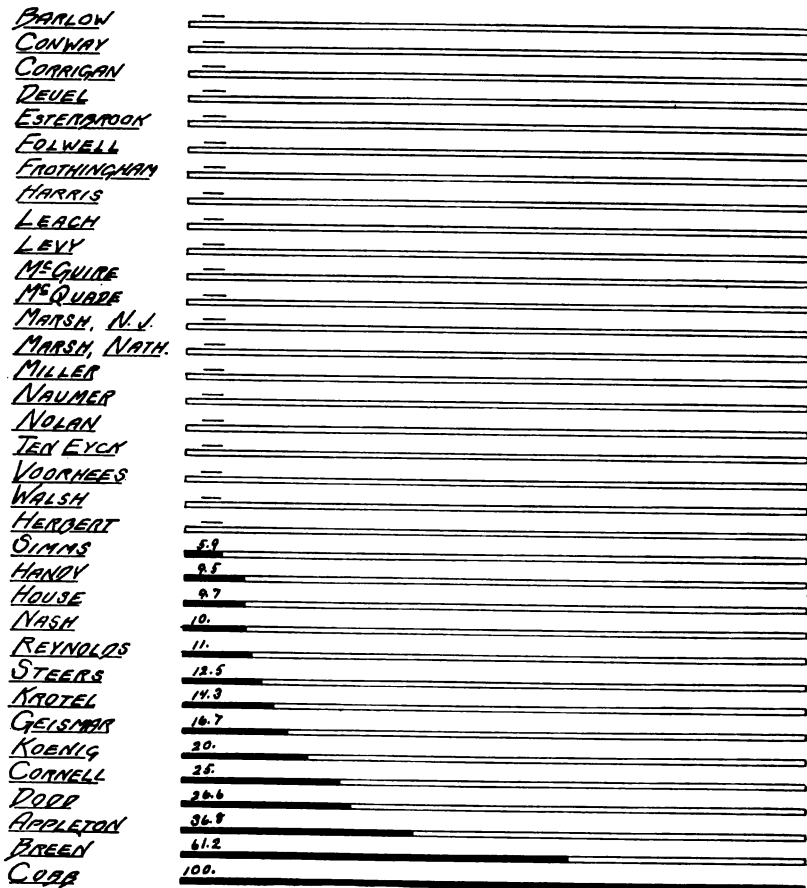 BARLOW —
CONWAY —
CORRIGAN —
DEUEL —
ESTERBROOK —
FOLWELL —
FROTHINGHAM —
HARRIS —
LEACH —
LEVY —
McGUIRE —
McQUADE —
MARSH, N.J. —
MARSH, NATH. —
MILLER —
NAUMER —
NOLAN —
TEN EYCK —
VOORHEES —
WALSH —
HERBERT —
SIMMS 5.9
HANDY 9.5
HOUSE 9.7
NASH 10.
REYNOLDS 11.
STEERS 12.5
KROTEL 14.3
GEISMAR 16.7
KOENIG 20.
CORNELL 25.
DODD 26.6
APPLETON 36.8
BREEN 61.2
COBB 100.